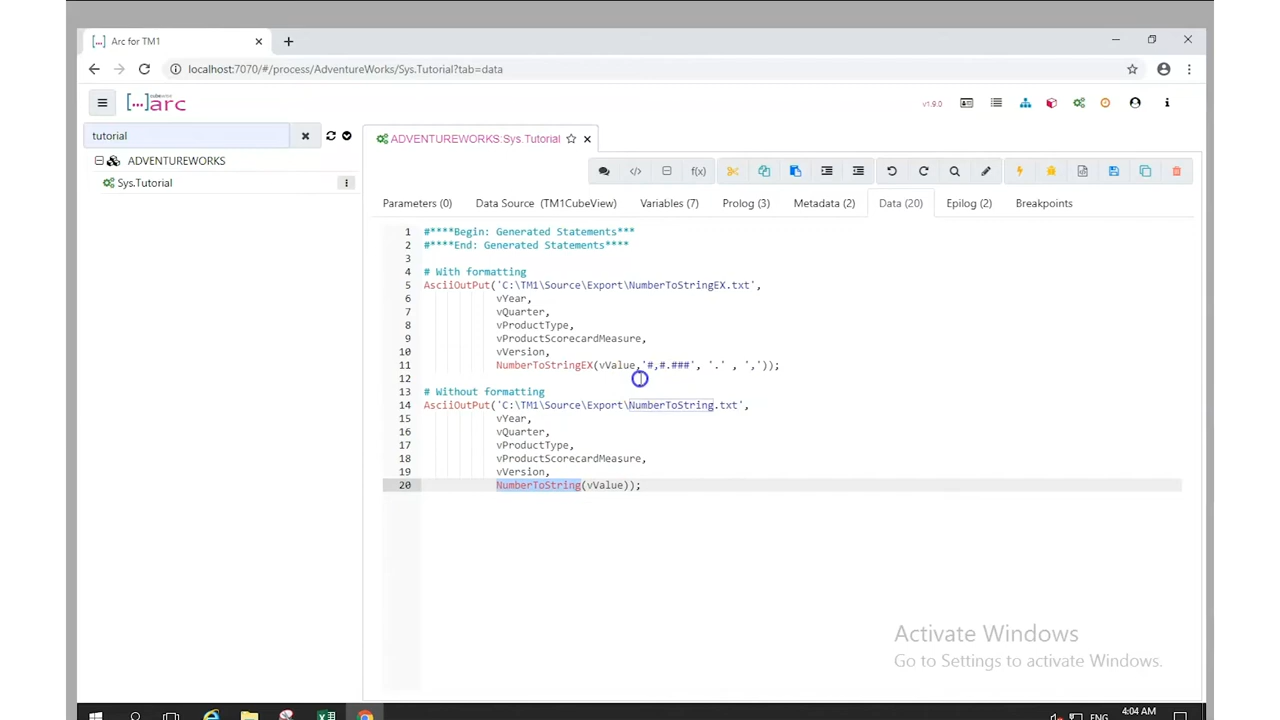 [...] Arc for TM1
localhost:7070/#/process/AdventureWorks/Sys.Tutorial?tab=data
[...]arc
v1.9.0
tutorial
ADVENTUREWORKS
Sys.Tutorial
ADVENTUREWORKS:Sys.Tutorial
f(x)
Parameters (0) Data Source (TM1CubeView) Variables (7) Prolog (3) Metadata (2) Data (20) Epilog (2) Breakpoints
1 #****Begin: Generated Statements***
2 #****End: Generated Statements****
3
4 # With formatting
5 AsciiOutPut('C:\TM1\Source\Export\NumberToStringEX.txt',
6 vYear,
7 vQuarter,
8 vProductType,
9 vProductScorecardMeasure,
10 vVersion,
11 NumberToStringEX(vValue,'#,#.###', '.' , ','));
12
13 # Without formatting
14 AsciiOutPut('C:\TM1\Source\Export\NumberToString.txt',
15 vYear,
16 vQuarter,
17 vProductType,
18 vProductScorecardMeasure,
19 vVersion,
20 NumberToString(vValue));
Activate Windows
Go to Settings to activate Windows.
ENG
4:04 AM